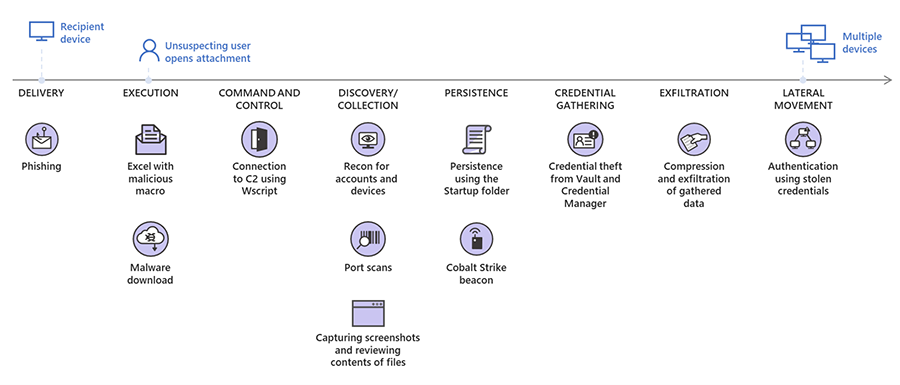 Recipient
device
Unsuspecting user
opens attachment
Multiple
devices
DELIVERY
EXECUTION
COMMAND AND
CONTROL
DISCOVERY/
COLLECTION
PERSISTENCE
CREDENTIAL
GATHERING
EXFILTRATION
LATERAL
MOVEMENT
Phishing
Excel with
malicious
macro
Malware
download
Connection
to C2 using
Wscript
Recon for
accounts and
devices
Port scans
Capturing screenshots
and reviewing
contents of files
Persistence
using the
Startup folder
Cobalt Strike
beacon
Credential theft
from Vault and
Credential
Manager
Compression
and exfiltration
of gathered
data
Authentication
using stolen
credentials